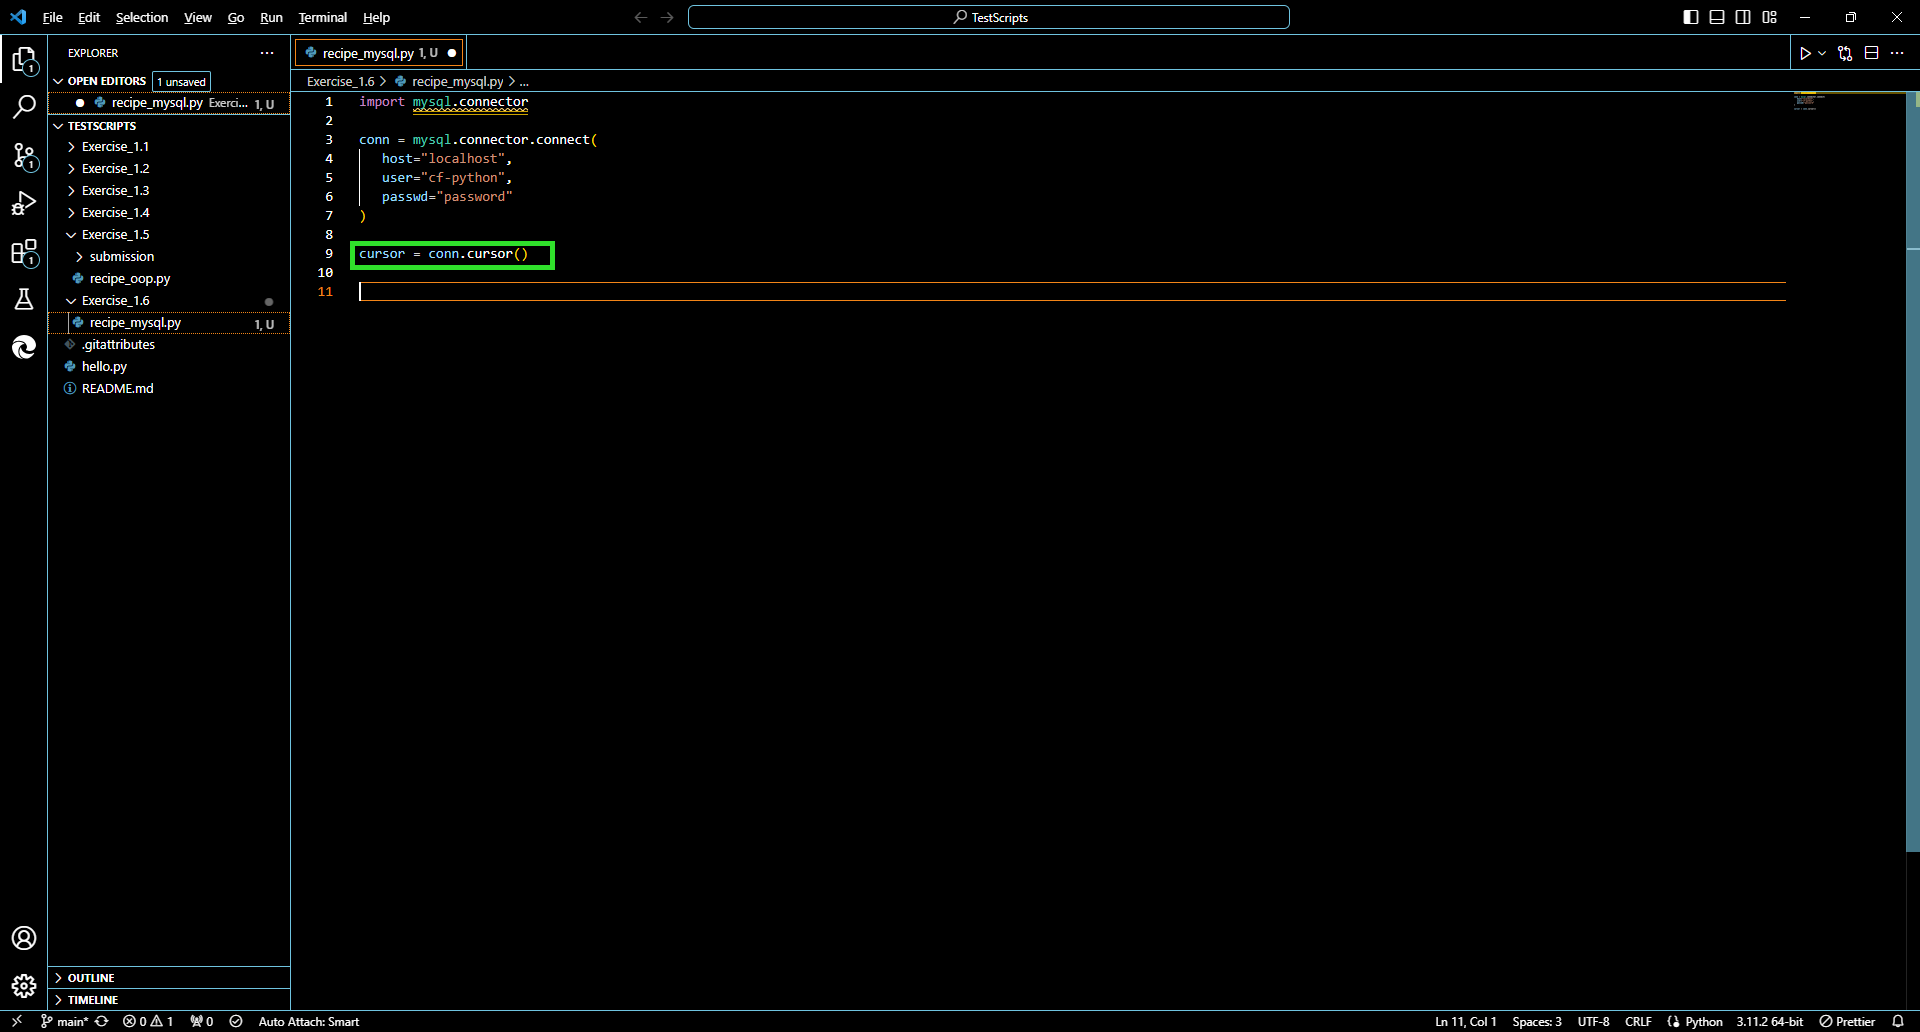 File Edit Selection View Go Run Terminal Help
TestScripts
EXPLORER
OPEN EDITORS 1 unsaved
recipe_mysql.py Exerci... 1, U
TESTSCRIPTS
Exercise_1.1
Exercise_1.2
Exercise_1.3
Exercise_1.4
Exercise_1.5
submission
recipe_oop.py
Exercise_1.6
recipe_mysql.py 1, U
.gitattributes
hello.py
README.md
OUTLINE
TIMELINE
1
1
1
recipe_mysql.py 1, U
Exercise_1.6 > recipe_mysql.py > ...
1 import mysql.connector
2
3 conn = mysql.connector.connect(
4 host="localhost",
5 user="cf-python",
6 passwd="password"
7 )
8
9 cursor = conn.cursor()
10
11
main* 0 1 0 Auto Attach: Smart
Ln 11, Col 1 Spaces: 3 UTF-8 CRLF Python 3.11.2 64-bit Prettier